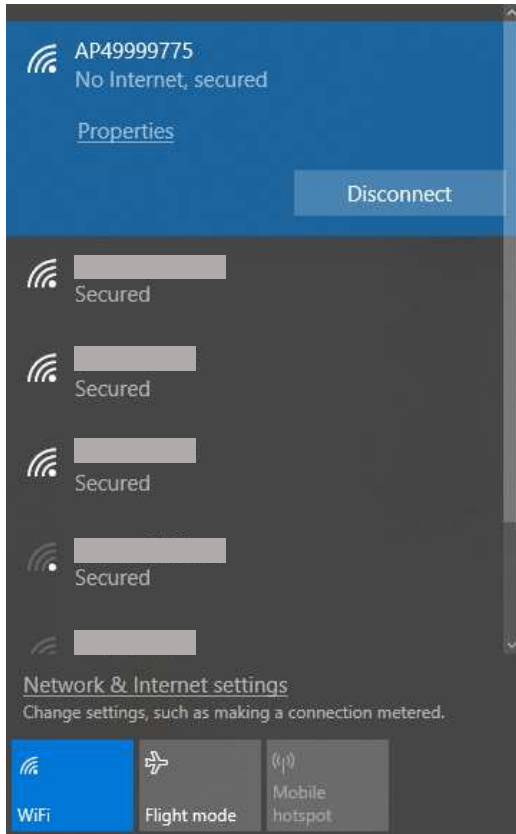 AP49999775
No Internet, secured
Properties
Disconnect
Secured
Secured
Secured
Secured
Network & Internet settings
Change settings, such as making a connection metered.
WiFi
Flight mode
Mobile
hotspot